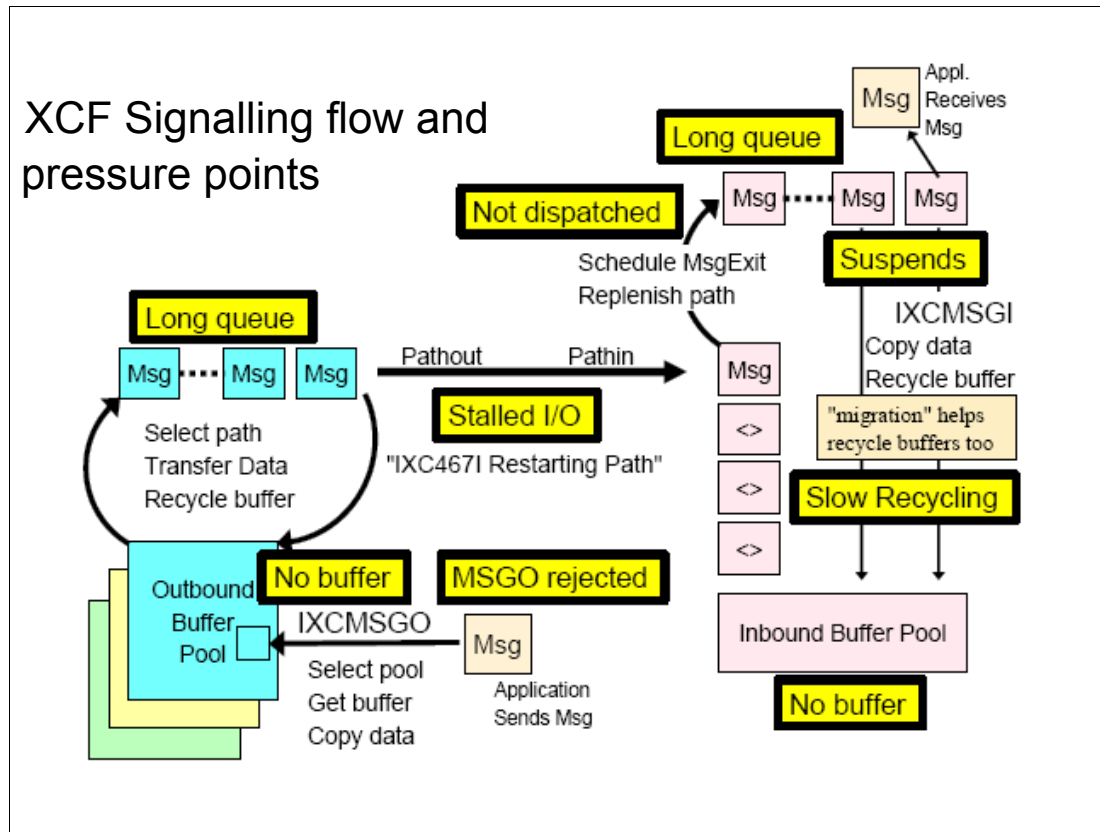 XCF Signalling flow and
pressure points
Msg
Appl.
Receives
Msg
Long queue
Msg
Msg
Msg
Not dispatched
Schedule MsgExit
Replenish path
Suspends
IXCMSGI
Copy data
Recycle buffer
"migration" helps
recycle buffers too
Slow Recycling
Long queue
Msg
Msg
Msg
Pathout
Pathin
Msg
Stalled I/O
"IXC467I Restarting Path"
<>
<>
<>
Select path
Transfer Data
Recycle buffer
No buffer
MSGO rejected
Outbound
Buffer
Pool
IXCMSGO
Msg
Select pool
Get buffer
Copy data
Application
Sends Msg
Inbound Buffer Pool
No buffer